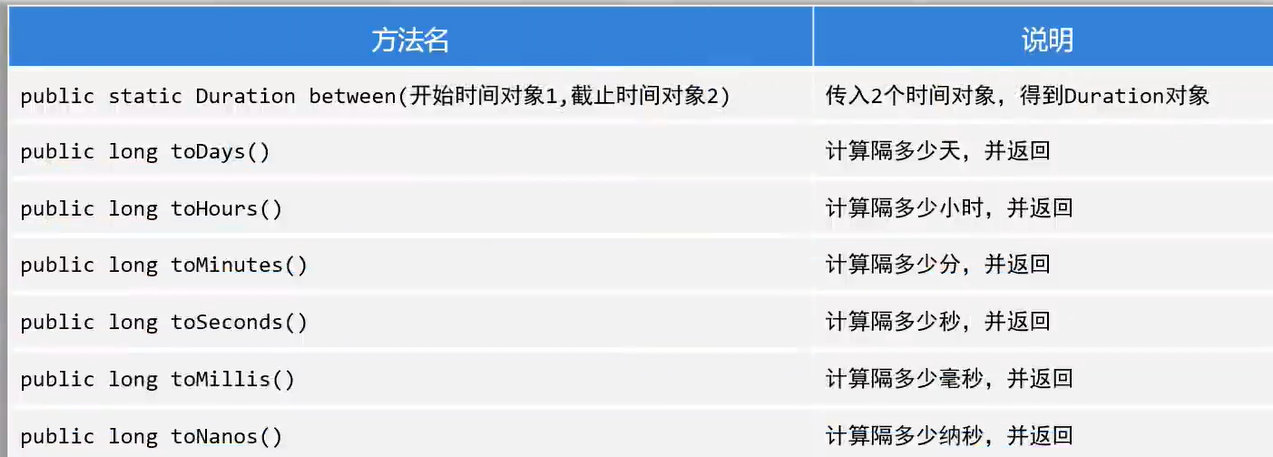 方法名 说明
public static Duration between(开始时间对象1,截止时间对象2) 传入2个时间对象，得到Duration对象
public long toDays() 计算隔多少天，并返回
public long toHours() 计算隔多少小时，并返回
public long toMinutes() 计算隔多少分，并返回
public long toSeconds() 计算隔多少秒，并返回
public long toMillis() 计算隔多少毫秒，并返回
public long toNanos() 计算隔多少纳秒，并返回